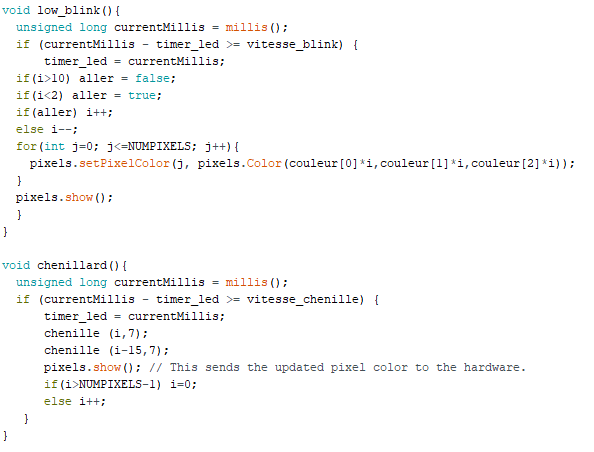 void low_blink(){
  unsigned long currentMillis = millis();
  if (currentMillis - timer_led >= vitesse_blink) {
      timer_led = currentMillis;
  if(i>10) aller = false;
  if(i<2) aller = true;
  if(aller) i++;
  else i--;
  for(int j=0; j<=NUMPIXELS; j++){
    pixels.setPixelColor(j, pixels.Color(couleur[0]*i,couleur[1]*i,couleur[2]*i));
  }
  pixels.show();
  }
}

void chenillard(){
  unsigned long currentMillis = millis();
  if (currentMillis - timer_led >= vitesse_chenille) {
      timer_led = currentMillis;
      chenille (i,7);
      chenille (i-15,7);
      pixels.show(); // This sends the updated pixel color to the hardware.
      if(i>NUMPIXELS-1) i=0;
      else i++;
   }
}